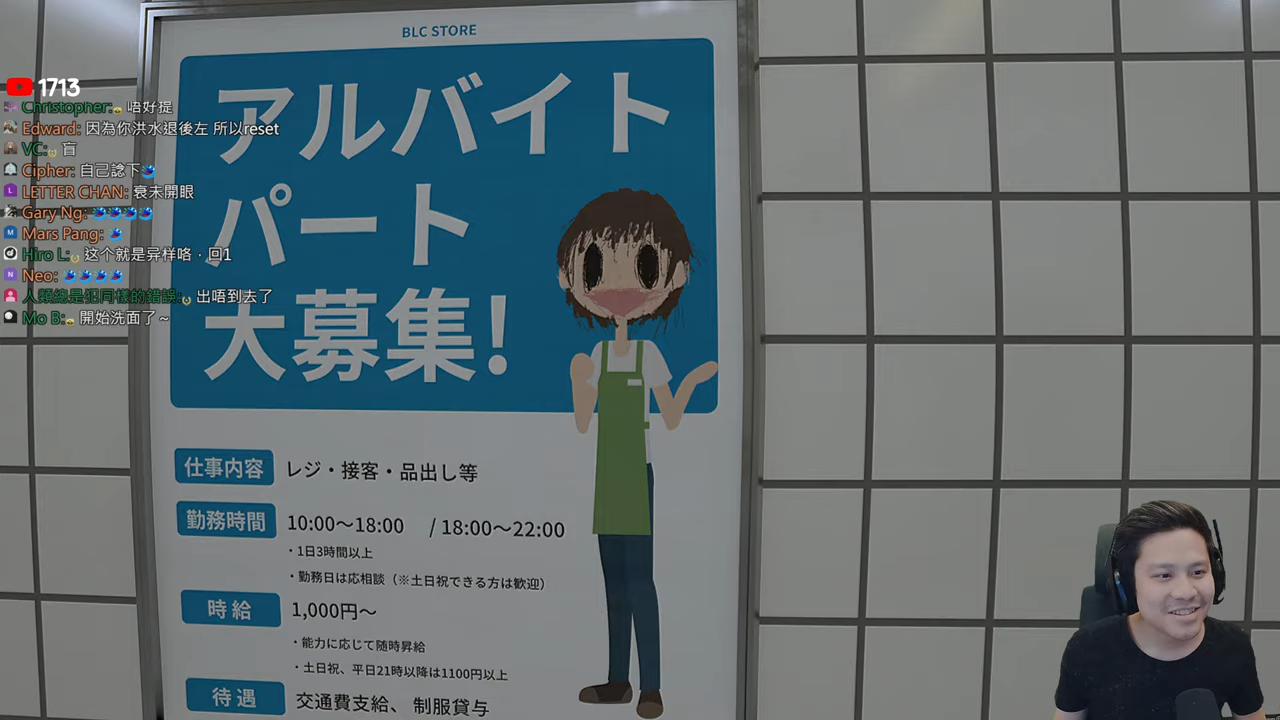 BLC STORE
アルバイト
パート
大募集!
仕事内容 レジ・接客・品出し等
勤務時間 10:00〜18:00 / 18:00〜22:00
・1日3時間以上
・勤務日は応相談（※土日祝できる方は歓迎）
時給 1,000円〜
・能力に応じて随時昇給
・土日祝、平日21時以降は1100円以上
待遇 交通費支給、制服貸与
1713
Christopher: 唔好提
Edward: 因為你洪水退後左 所以reset
VC: 盲
Cipher: 自己諗下
LETTER CHAN: 衰未開眼
Gary Ng:
Mars Pang:
Hiro L: 这个就是异样咯，回1
Neo:
人類總是犯同樣的錯誤: 出唔到去了
Mo B: 開始洗面了～